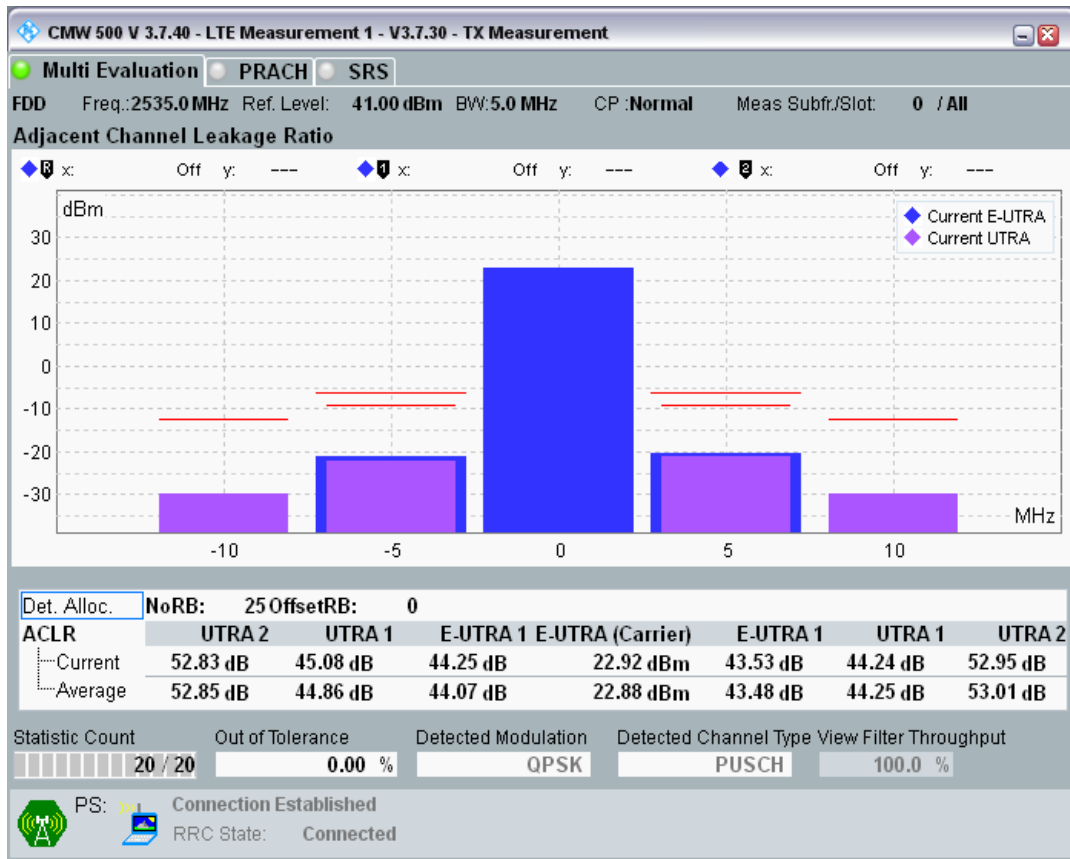 CMW 500 V 3.7.40 - LTE Measurement 1 - V3.7.30 - TX Measurement
Multi Evaluation PRACH SRS
FDD Freq.:2535.0 MHz Ref. Level: 41.00 dBm BW:5.0 MHz CP :Normal Meas Subfr./Slot: 0 / All
Adjacent Channel Leakage Ratio
R x: Off y: --- 1 x: Off y: --- 2 x: Off y: ---
dBm
Current E-UTRA
Current UTRA
30
20
10
0
-10
-20
-30
MHz
-10 -5 0 5 10
Det. Alloc. NoRB: 25 OffsetRB: 0
ACLR UTRA 2 UTRA 1 E-UTRA 1 E-UTRA (Carrier) E-UTRA 1 UTRA 1 UTRA 2
Current 52.83 dB 45.08 dB 44.25 dB 22.92 dBm 43.53 dB 44.24 dB 52.95 dB
Average 52.85 dB 44.86 dB 44.07 dB 22.88 dBm 43.48 dB 44.25 dB 53.01 dB
Statistic Count Out of Tolerance Detected Modulation Detected Channel Type View Filter Throughput
20 / 20 0.00 % QPSK PUSCH 100.0 %
PS: Connection Established
RRC State: Connected